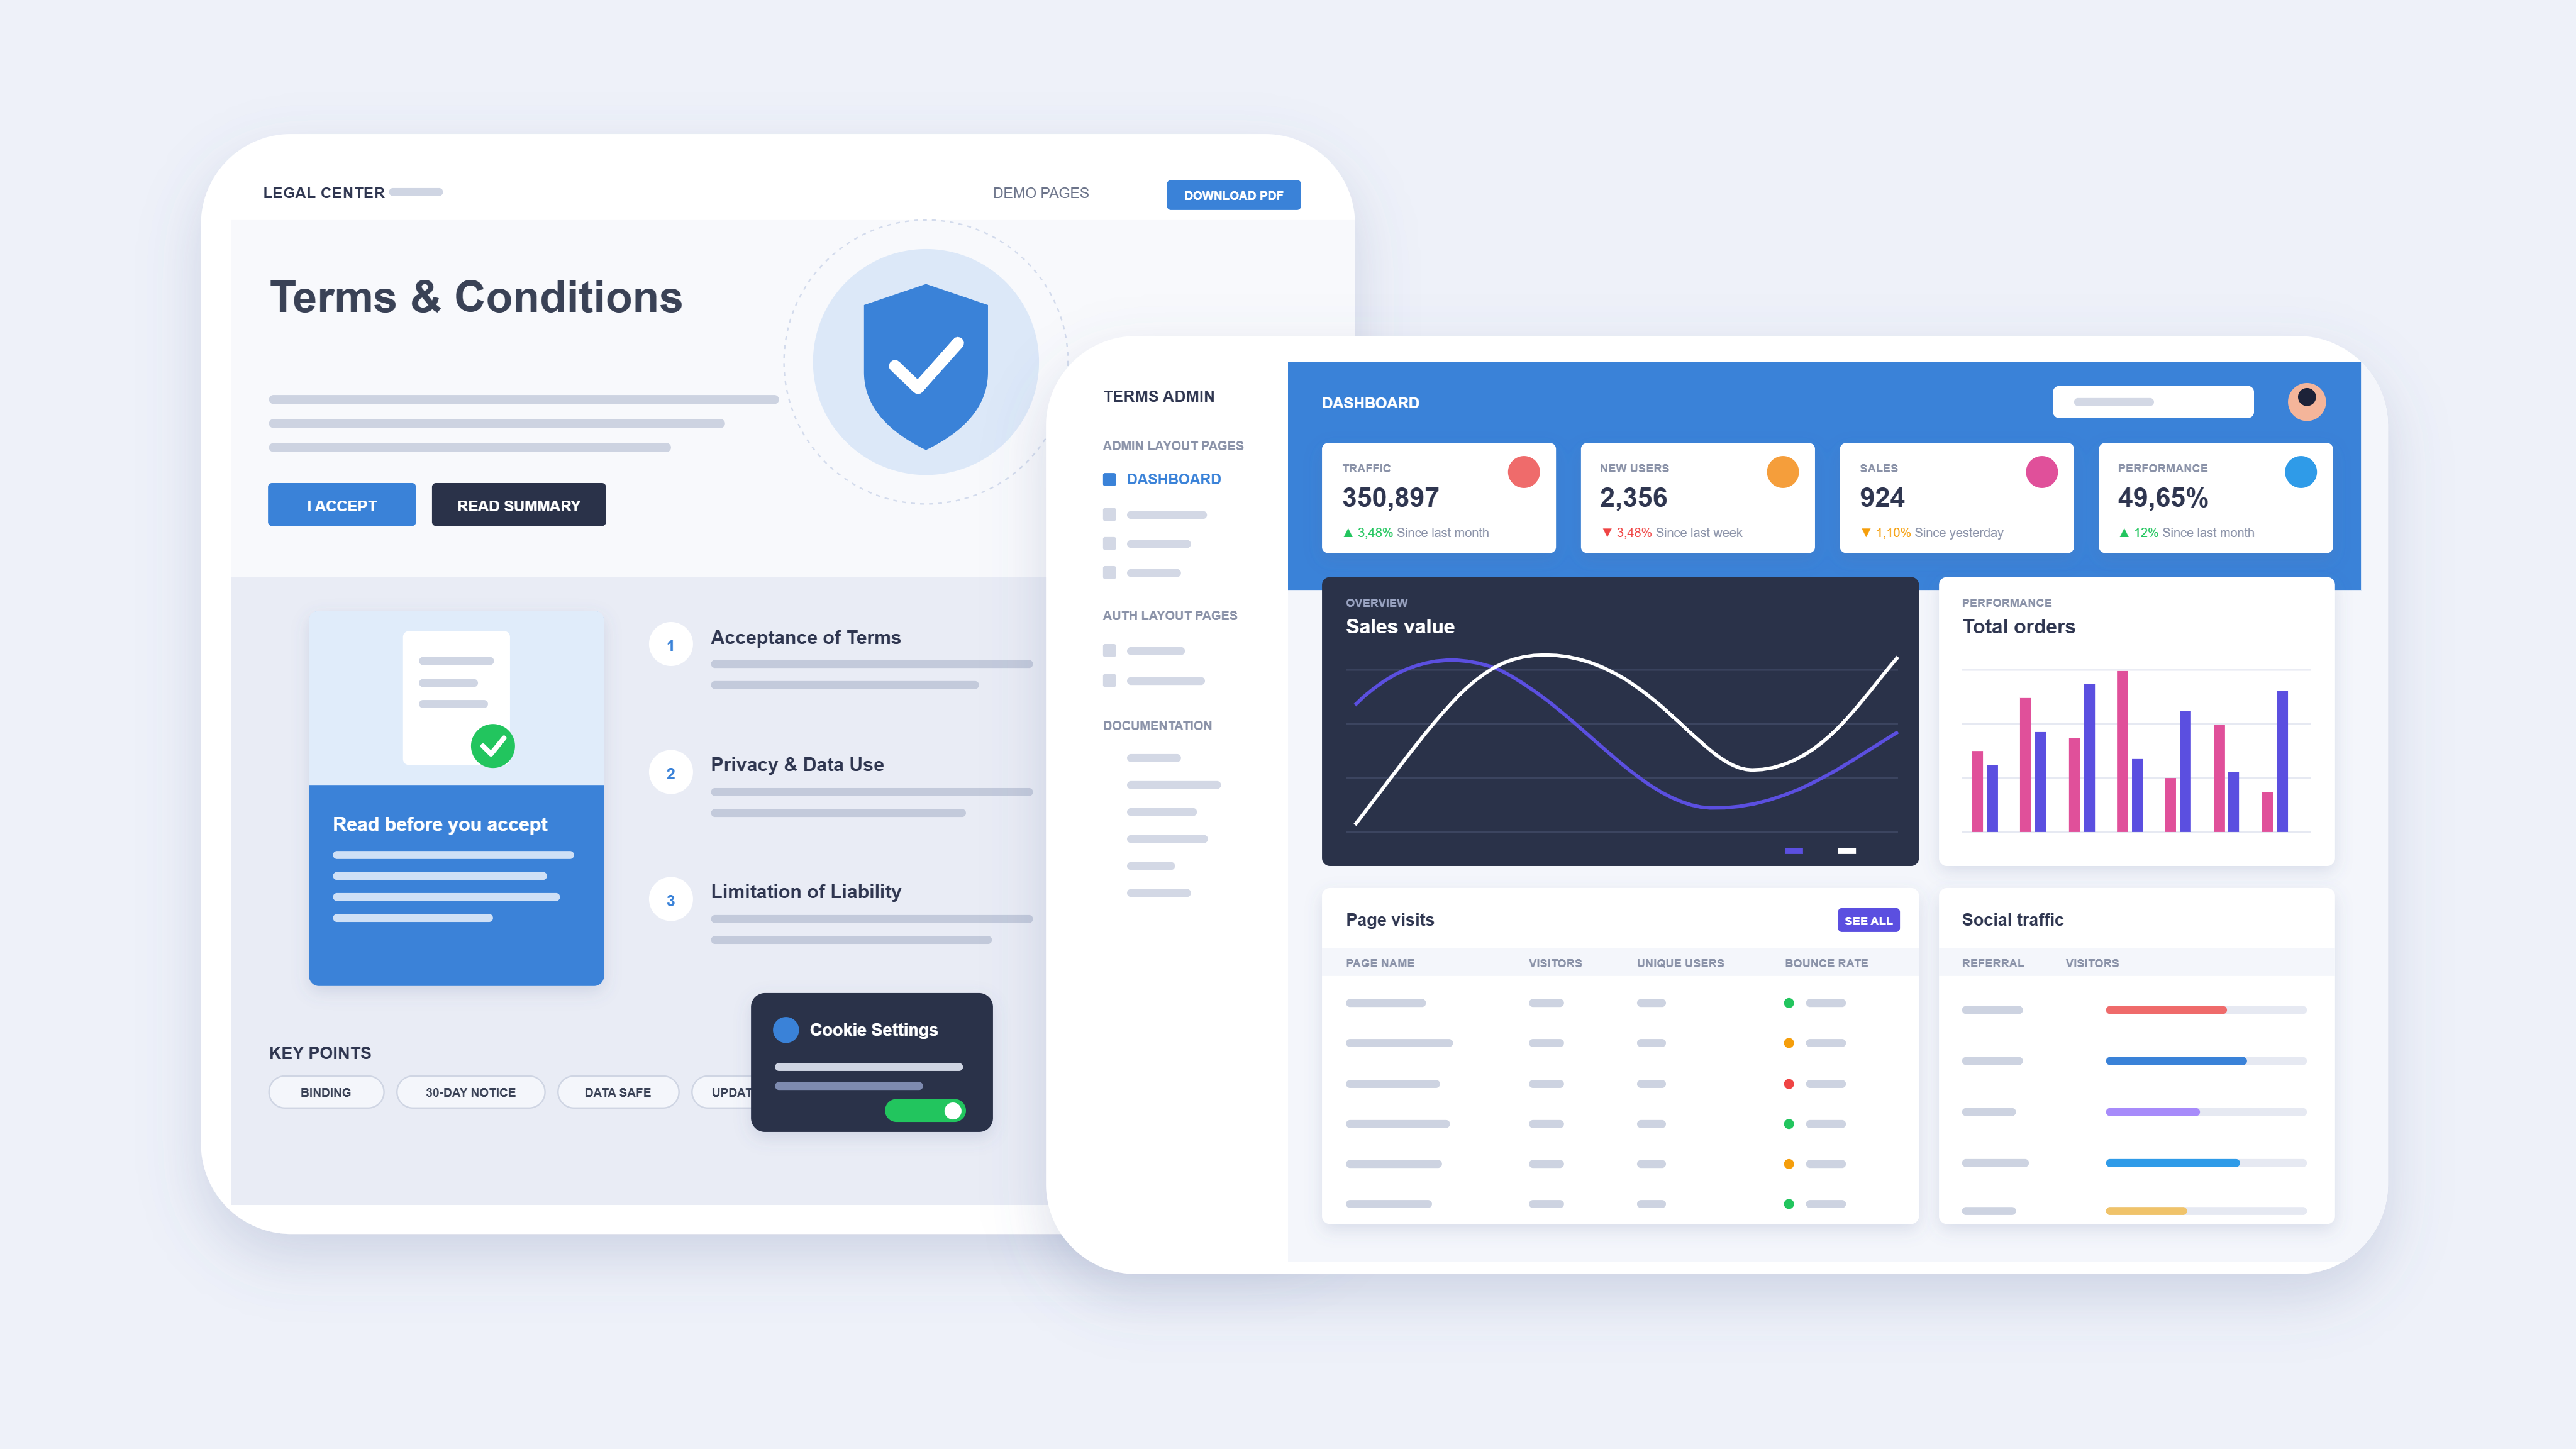 LEGAL CENTER
DEMO PAGES
DOWNLOAD PDF
Terms & Conditions
I ACCEPT
READ SUMMARY
Read before you accept
1
Acceptance of Terms
2
Privacy & Data Use
3
Limitation of Liability
KEY POINTS
BINDING
30-DAY NOTICE
DATA SAFE
UPDAT
Cookie Settings
TERMS ADMIN
ADMIN LAYOUT PAGES
DASHBOARD
AUTH LAYOUT PAGES
DOCUMENTATION
DASHBOARD
TRAFFIC
350,897
▲ 3,48% Since last month
NEW USERS
2,356
▼ 3,48% Since last week
SALES
924
▼ 1,10% Since yesterday
PERFORMANCE
49,65%
▲ 12% Since last month
OVERVIEW
Sales value
PERFORMANCE
Total orders
Page visits
SEE ALL
PAGE NAME VISITORS UNIQUE USERS BOUNCE RATE
Social traffic
REFERRAL VISITORS